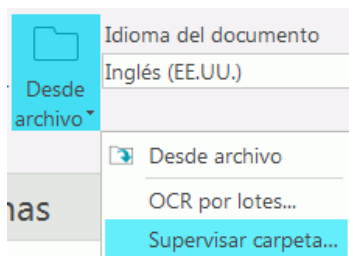 Idioma del documento
Inglés (EE.UU.)
Desde
archivo
Desde archivo
OCR por lotes...
Supervisar carpeta...
nas